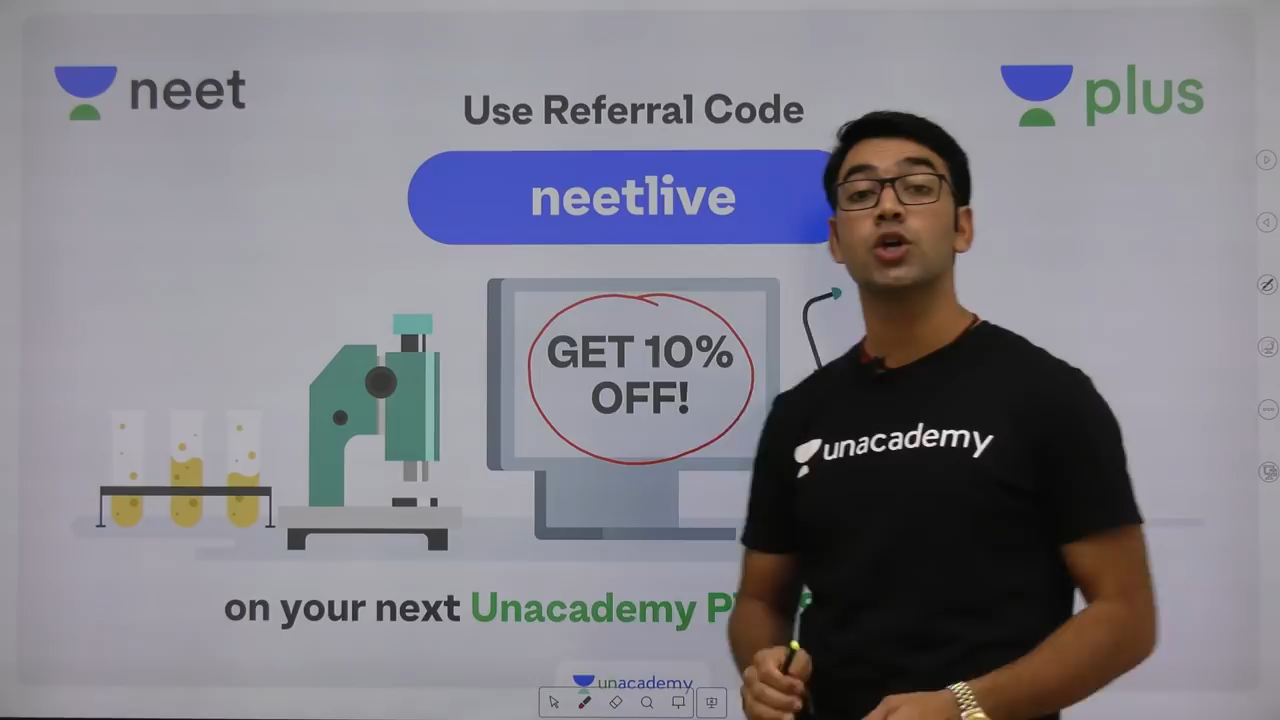 neet
plus
Use Referral Code
neetlive
GET 10%
OFF!
on your next Unacademy
unacademy
unacademy